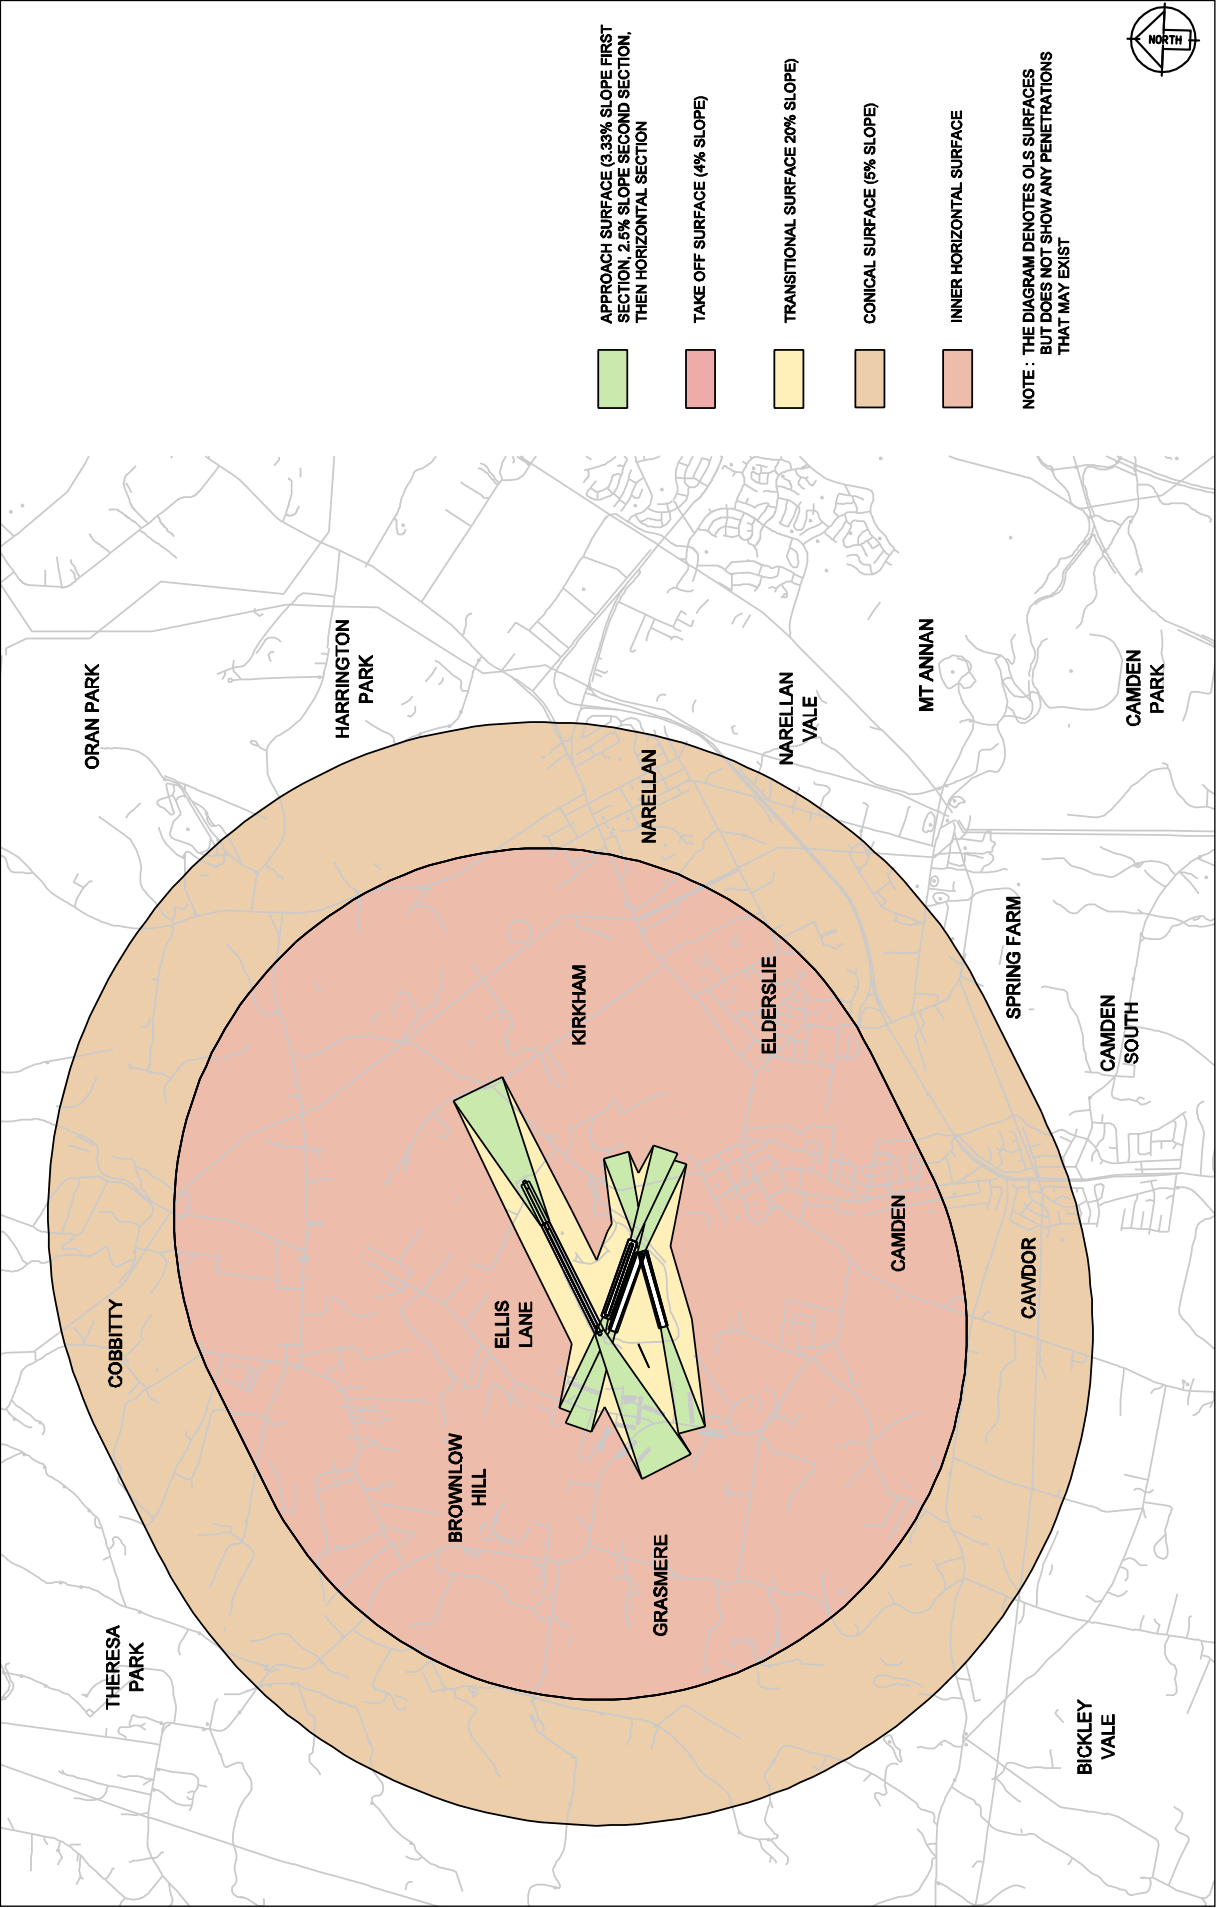 THERESA
PARK
COBBITTY
ORAN PARK
HARRINGTON
PARK
BROWNLOW
HILL
ELLIS
LANE
KIRKHAM
GRASMERE
NARELLAN
ELDERSLIE
NARELLAN
VALE
CAMDEN
MT ANNAN
CAWDOR
SPRING FARM
BICKLEY
VALE
CAMDEN
SOUTH
CAMDEN
PARK
APPROACH SURFACE (3.33% SLOPE FIRST
SECTION, 2.5% SLOPE SECOND SECTION,
THEN HORIZONTAL SECTION
TAKE OFF SURFACE (4% SLOPE)
TRANSITIONAL SURFACE 20% SLOPE)
CONICAL SURFACE (5% SLOPE)
INNER HORIZONTAL SURFACE
NOTE : THE DIAGRAM DENOTES OLS SURFACES
BUT DOES NOT SHOW ANY PENETRATIONS
THAT MAY EXIST
NORTH